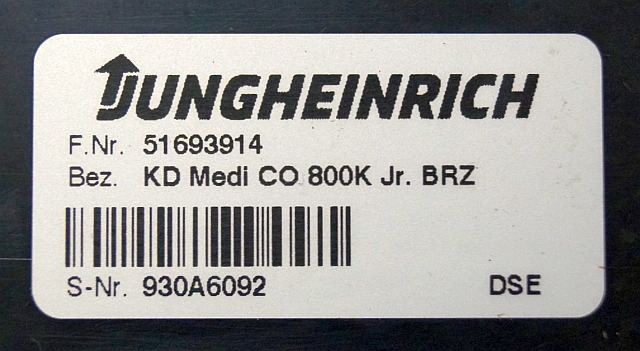 JUNGHEINRICH
F.Nr. 51693914
Bez. KD Medi CO 800K Jr. BRZ
S-Nr. 930A6092 DSE